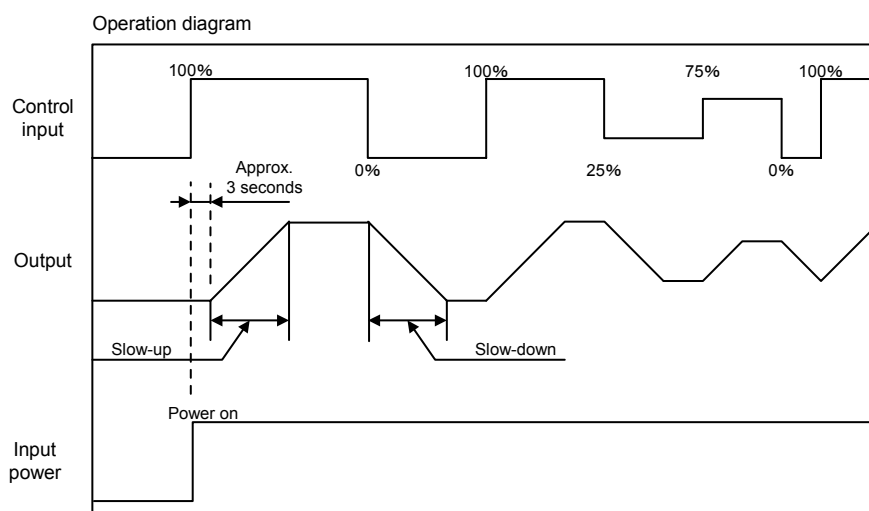 Operation diagram
100%
100%
75%
100%
Control
input
0%
25%
0%
Approx.
3 seconds
Output
Slow-up
Slow-down
Power on
Input
power